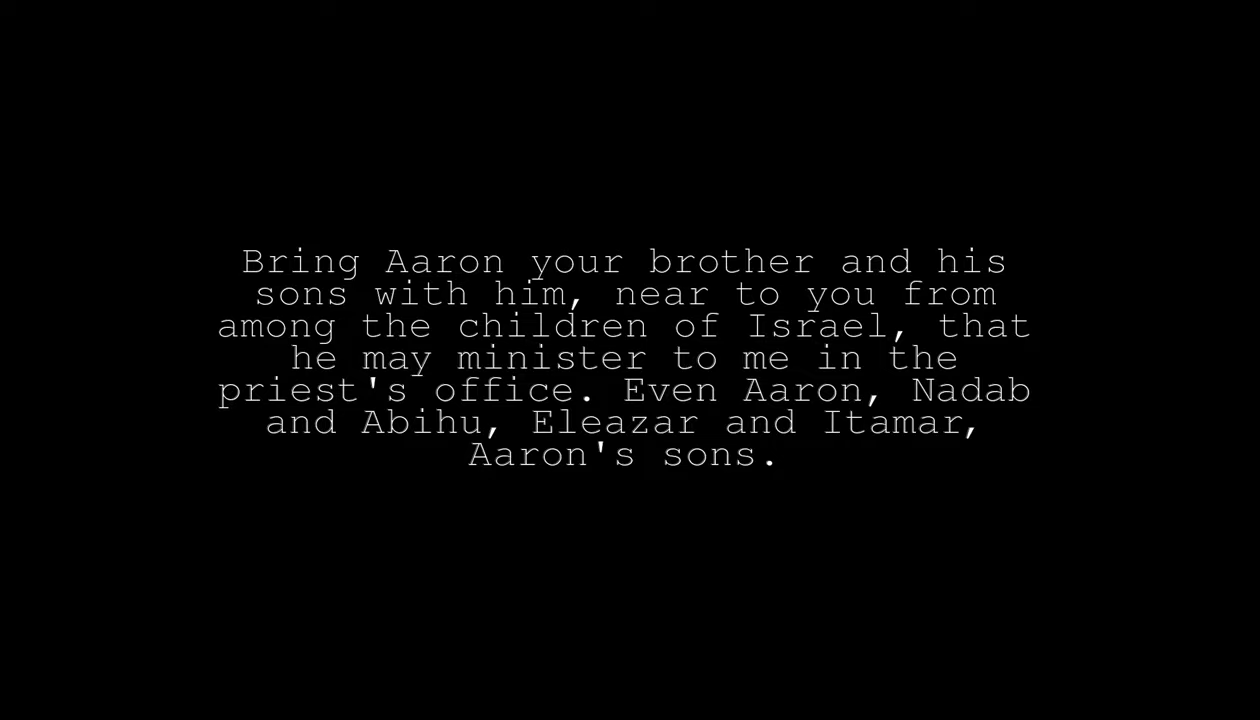 Bring Aaron your brother and his
sons with him, near to you from
among the children of Israel, that
he may minister to me in the
priest's office. Even Aaron, Nadab
and Abihu, Eleazar and Itamar,
Aaron's sons.